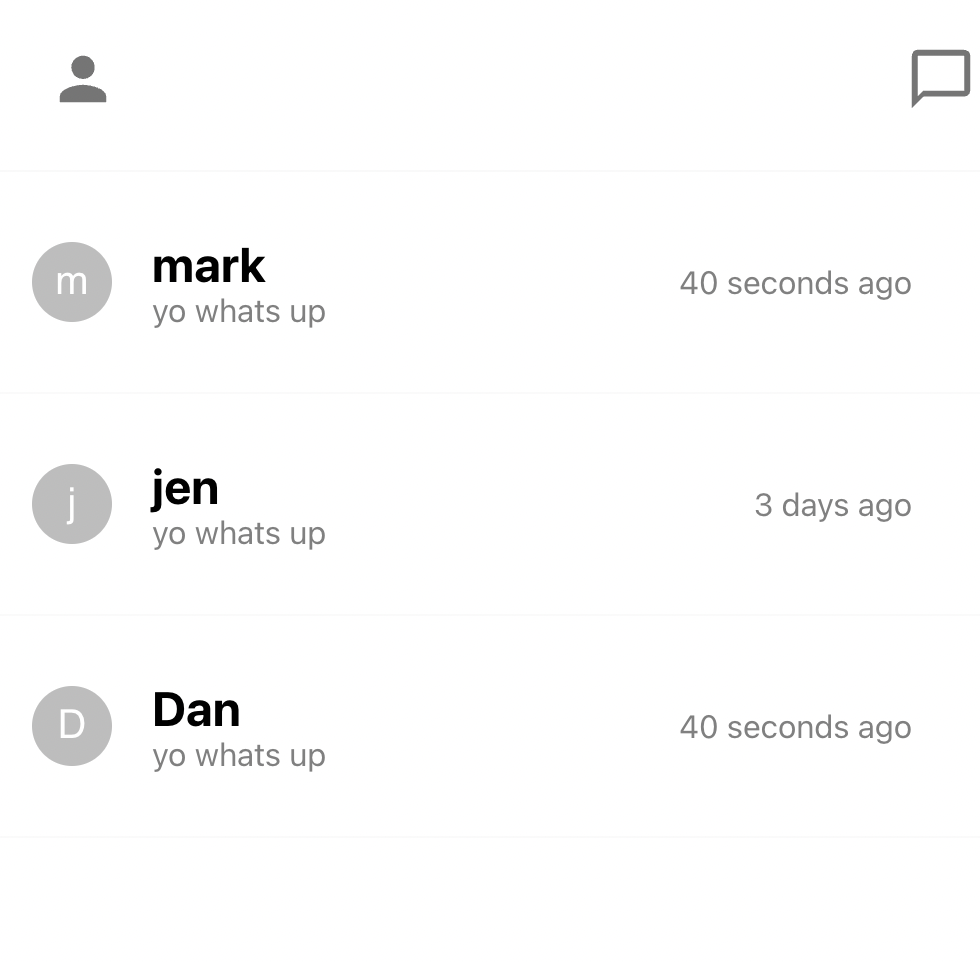 m
mark
yo whats up
40 seconds ago
j
jen
yo whats up
3 days ago
D
Dan
yo whats up
40 seconds ago